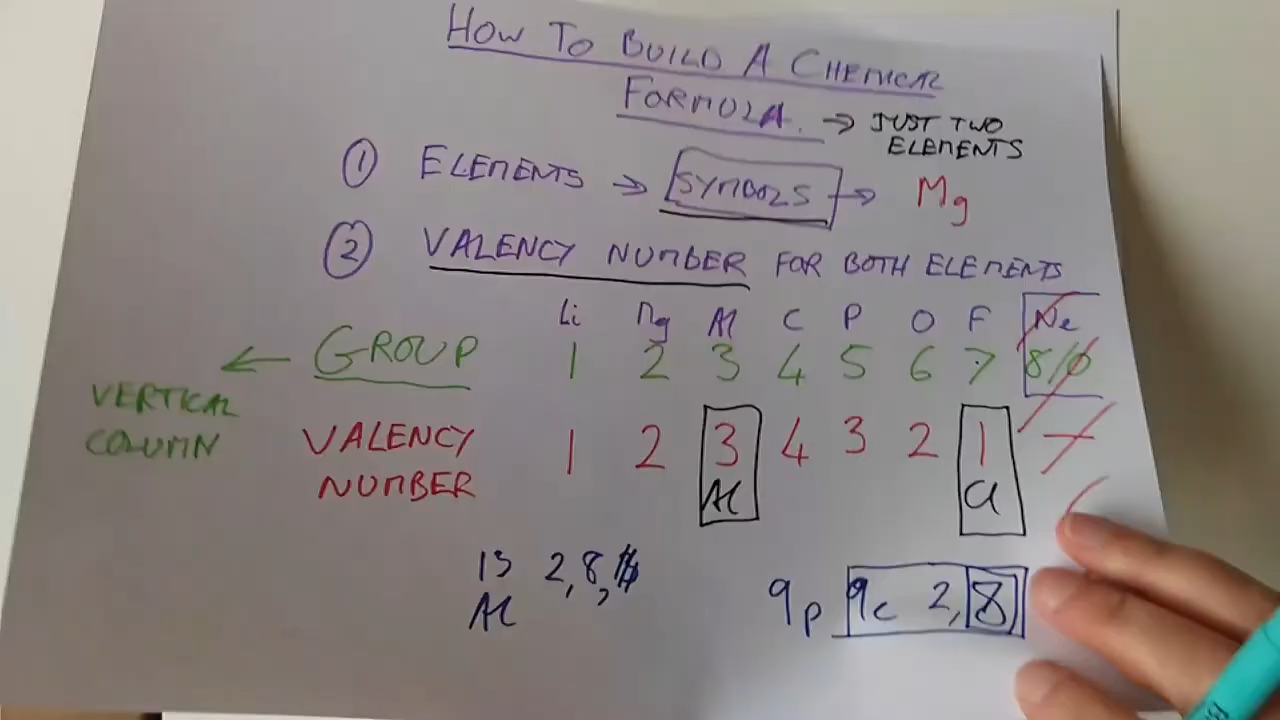 HOW TO BUILD A CHEMICAL
FORMULA. → JUST TWO
ELEMENTS
① ELEMENTS → SYMBOLS → Mg
② VALENCY NUMBER FOR BOTH ELEMENTS
Li Mg Al C P O F Ne
← GROUP 1 2 3 4 5 6 7 8/0
VERTICAL
COLUMN
VALENCY 1 2 3 4 3 2 1
NUMBER Al Cl
13 2,8,
Al
9p 9e 2,8